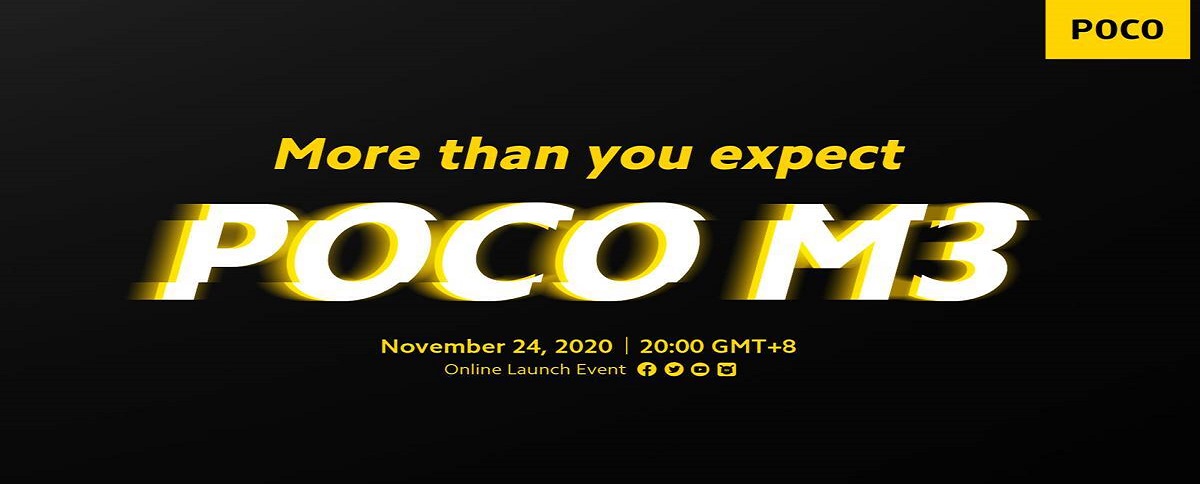 POCO
More than you expect
POCO M3
November 24, 2020 | 20:00 GMT+8
Online Launch Event